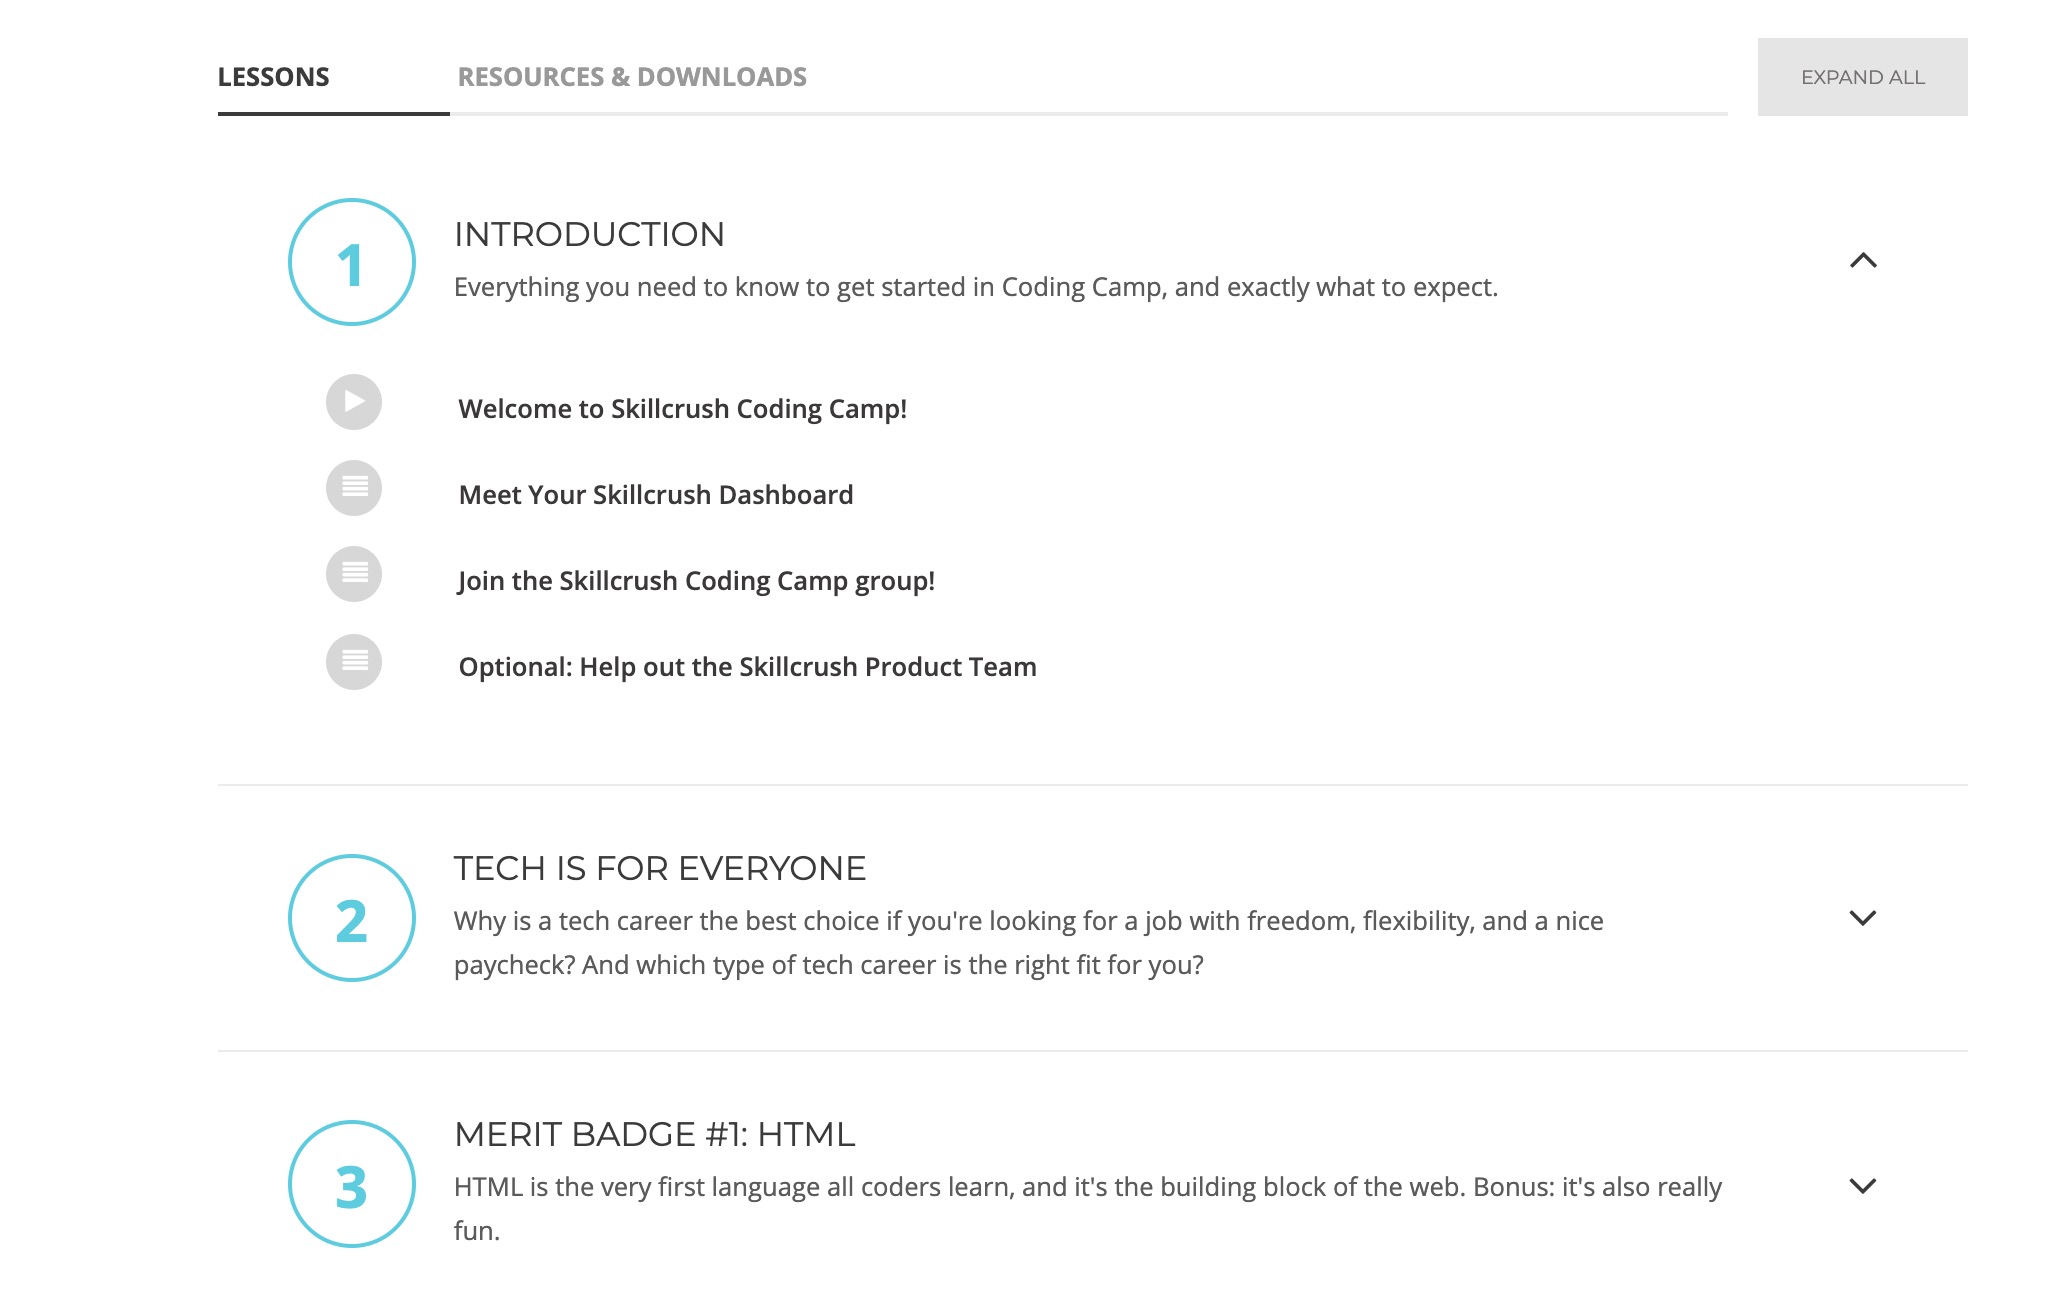 LESSONS
RESOURCES & DOWNLOADS
EXPAND ALL
1
INTRODUCTION
Everything you need to know to get started in Coding Camp, and exactly what to expect.
Welcome to Skillcrush Coding Camp!
Meet Your Skillcrush Dashboard
Join the Skillcrush Coding Camp group!
Optional: Help out the Skillcrush Product Team
2
TECH IS FOR EVERYONE
Why is a tech career the best choice if you're looking for a job with freedom, flexibility, and a nice
paycheck? And which type of tech career is the right fit for you?
3
MERIT BADGE #1: HTML
HTML is the very first language all coders learn, and it's the building block of the web. Bonus: it's also really
fun.